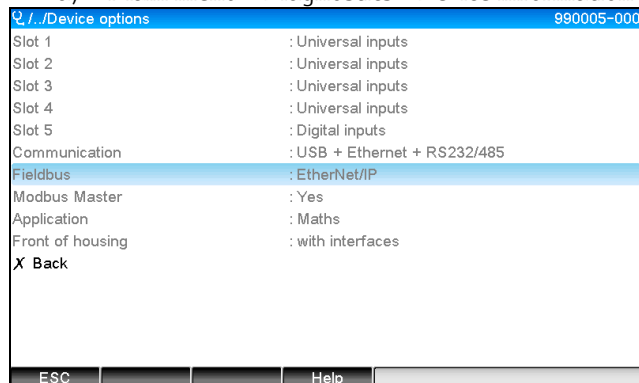 /../Device options 990005-000
Slot 1 : Universal inputs
Slot 2 : Universal inputs
Slot 3 : Universal inputs
Slot 4 : Universal inputs
Slot 5 : Digital inputs
Communication : USB + Ethernet + RS232/485
Fieldbus : EtherNet/IP
Modbus Master : Yes
Application : Maths
Front of housing : with interfaces
X Back
ESC Help